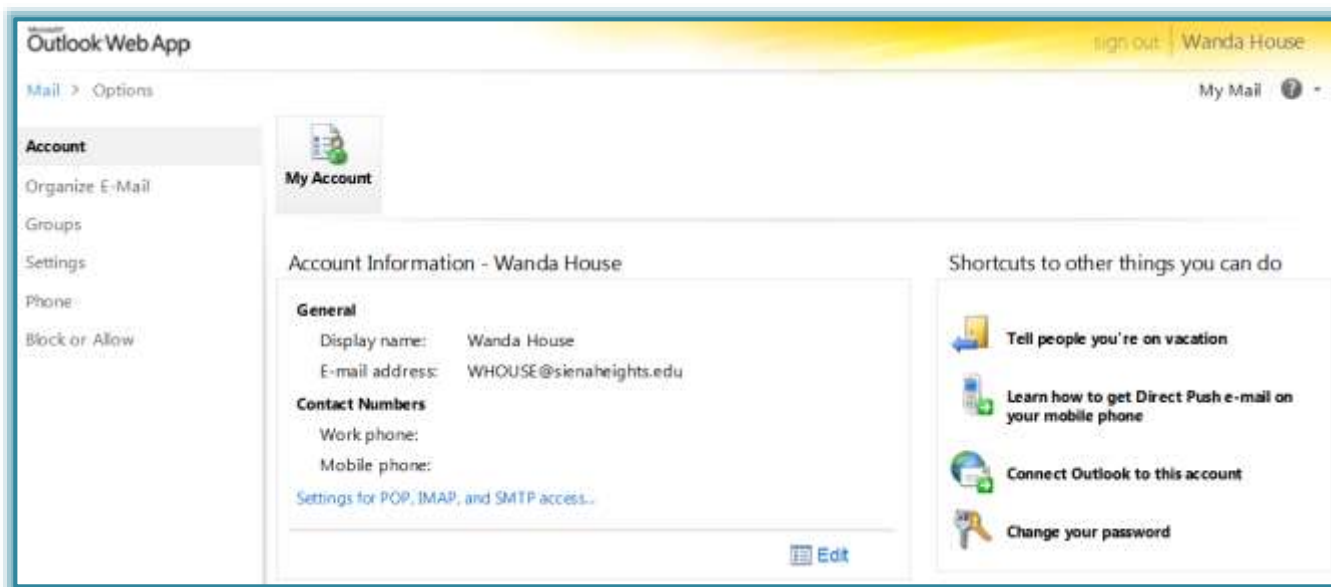 Microsoft
Outlook Web App
sign out | Wanda House
Mail > Options
My Mail
Account
Organize E-Mail
Groups
Settings
Phone
Block or Allow
My Account
Account Information - Wanda House
General
Display name: Wanda House
E-mail address: WHOUSE@sienaheights.edu
Contact Numbers
Work phone:
Mobile phone:
Settings for POP, IMAP, and SMTP access...
Edit
Shortcuts to other things you can do
Tell people you're on vacation
Learn how to get Direct Push e-mail on
your mobile phone
Connect Outlook to this account
Change your password